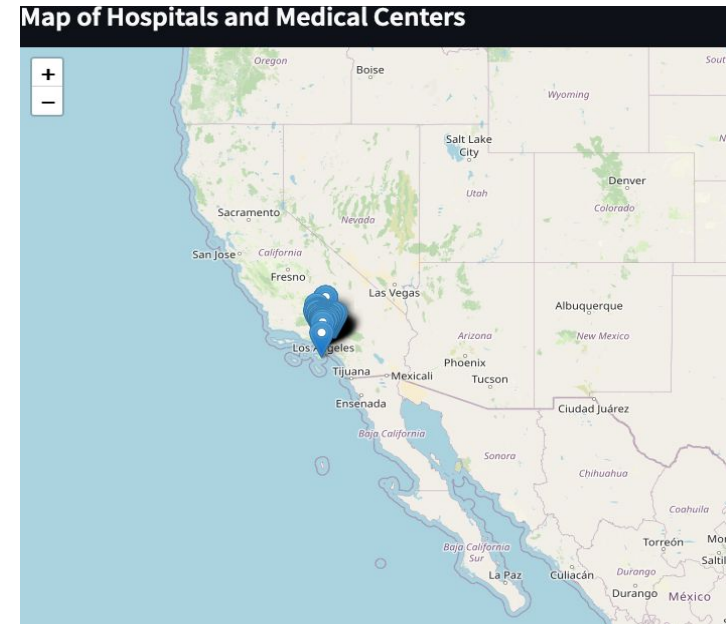 Map of Hospitals and Medical Centers
+
−
Oregon
Boise
Wyoming
Salt Lake
City
Utah
Denver
Colorado
Sacramento
Nevada
San Jose
California
Fresno
Las Vegas
Albuquerque
Arizona
New Mexico
Los Angeles
Phoenix
Tijuana
Mexicali
Tucson
Ensenada
Ciudad Juárez
Baja California
Sonora
Chihuahua
Coahuila
Torreón
Baja California
Sur
La Paz
Culiacán
Durango
Durango
México